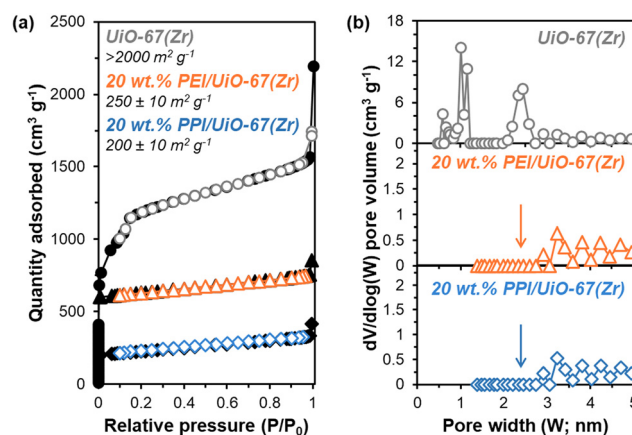 (a)
UiO-67(Zr)
>2000 m² g⁻¹
20 wt.% PEI/UiO-67(Zr)
250 ± 10 m² g⁻¹
20 wt.% PPI/UiO-67(Zr)
200 ± 10 m² g⁻¹
Quantity adsorbed (cm³ g⁻¹)
2500
2000
1500
1000
500
0
0 0.2 0.4 0.6 0.8 1
Relative pressure (P/P₀)
(b)
UiO-67(Zr)
18
12
6
0
20 wt.% PEI/UiO-67(Zr)
2
1.5
1
0.5
0
20 wt.% PPI/UiO-67(Zr)
2
1.5
1
0.5
0
dV/dlog(W) pore volume (cm³ g⁻¹)
0 1 2 3 4 5
Pore width (W; nm)